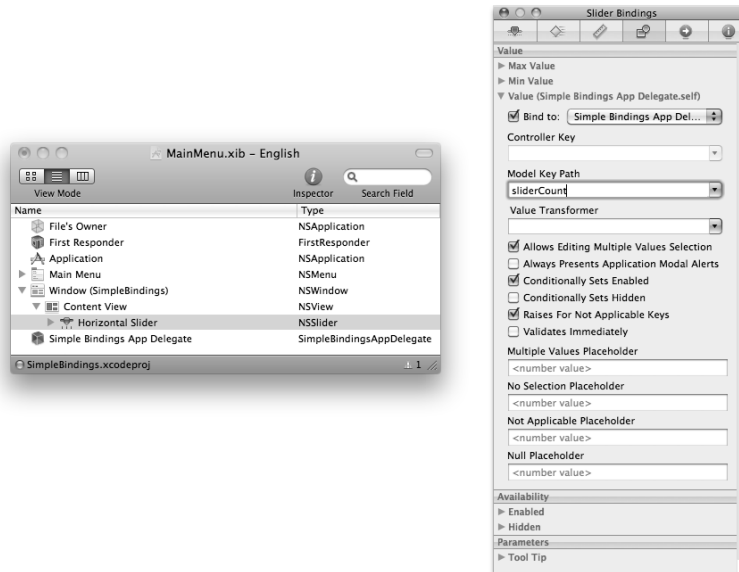 MainMenu.xib – English
View Mode
Inspector
Search Field
Name Type
File's Owner NSApplication
First Responder FirstResponder
Application NSApplication
Main Menu NSMenu
Window (SimpleBindings) NSWindow
Content View NSView
Horizontal Slider NSSlider
Simple Bindings App Delegate SimpleBindingsAppDelegate
SimpleBindings.xcodeproj 1
Slider Bindings
Value
Max Value
Min Value
Value (Simple Bindings App Delegate.self)
Bind to: Simple Bindings App Del...
Controller Key
Model Key Path
sliderCount
Value Transformer
Allows Editing Multiple Values Selection
Always Presents Application Modal Alerts
Conditionally Sets Enabled
Conditionally Sets Hidden
Raises For Not Applicable Keys
Validates Immediately
Multiple Values Placeholder
<number value>
No Selection Placeholder
<number value>
Not Applicable Placeholder
<number value>
Null Placeholder
<number value>
Availability
Enabled
Hidden
Parameters
Tool Tip